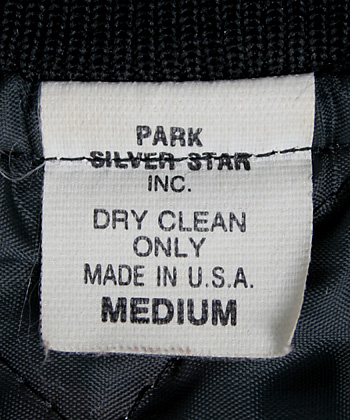 PARK
SILVER STAR
INC.
DRY CLEAN
ONLY
MADE IN U.S.A.
MEDIUM